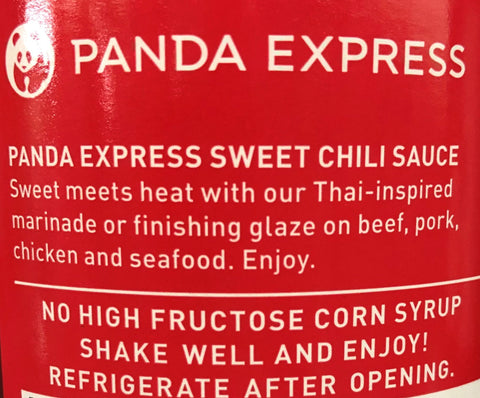 PANDA EXPRESS
PANDA EXPRESS SWEET CHILI SAUCE
Sweet meets heat with our Thai-inspired
marinade or finishing glaze on beef, pork,
chicken and seafood. Enjoy.
NO HIGH FRUCTOSE CORN SYRUP
SHAKE WELL AND ENJOY!
REFRIGERATE AFTER OPENING.